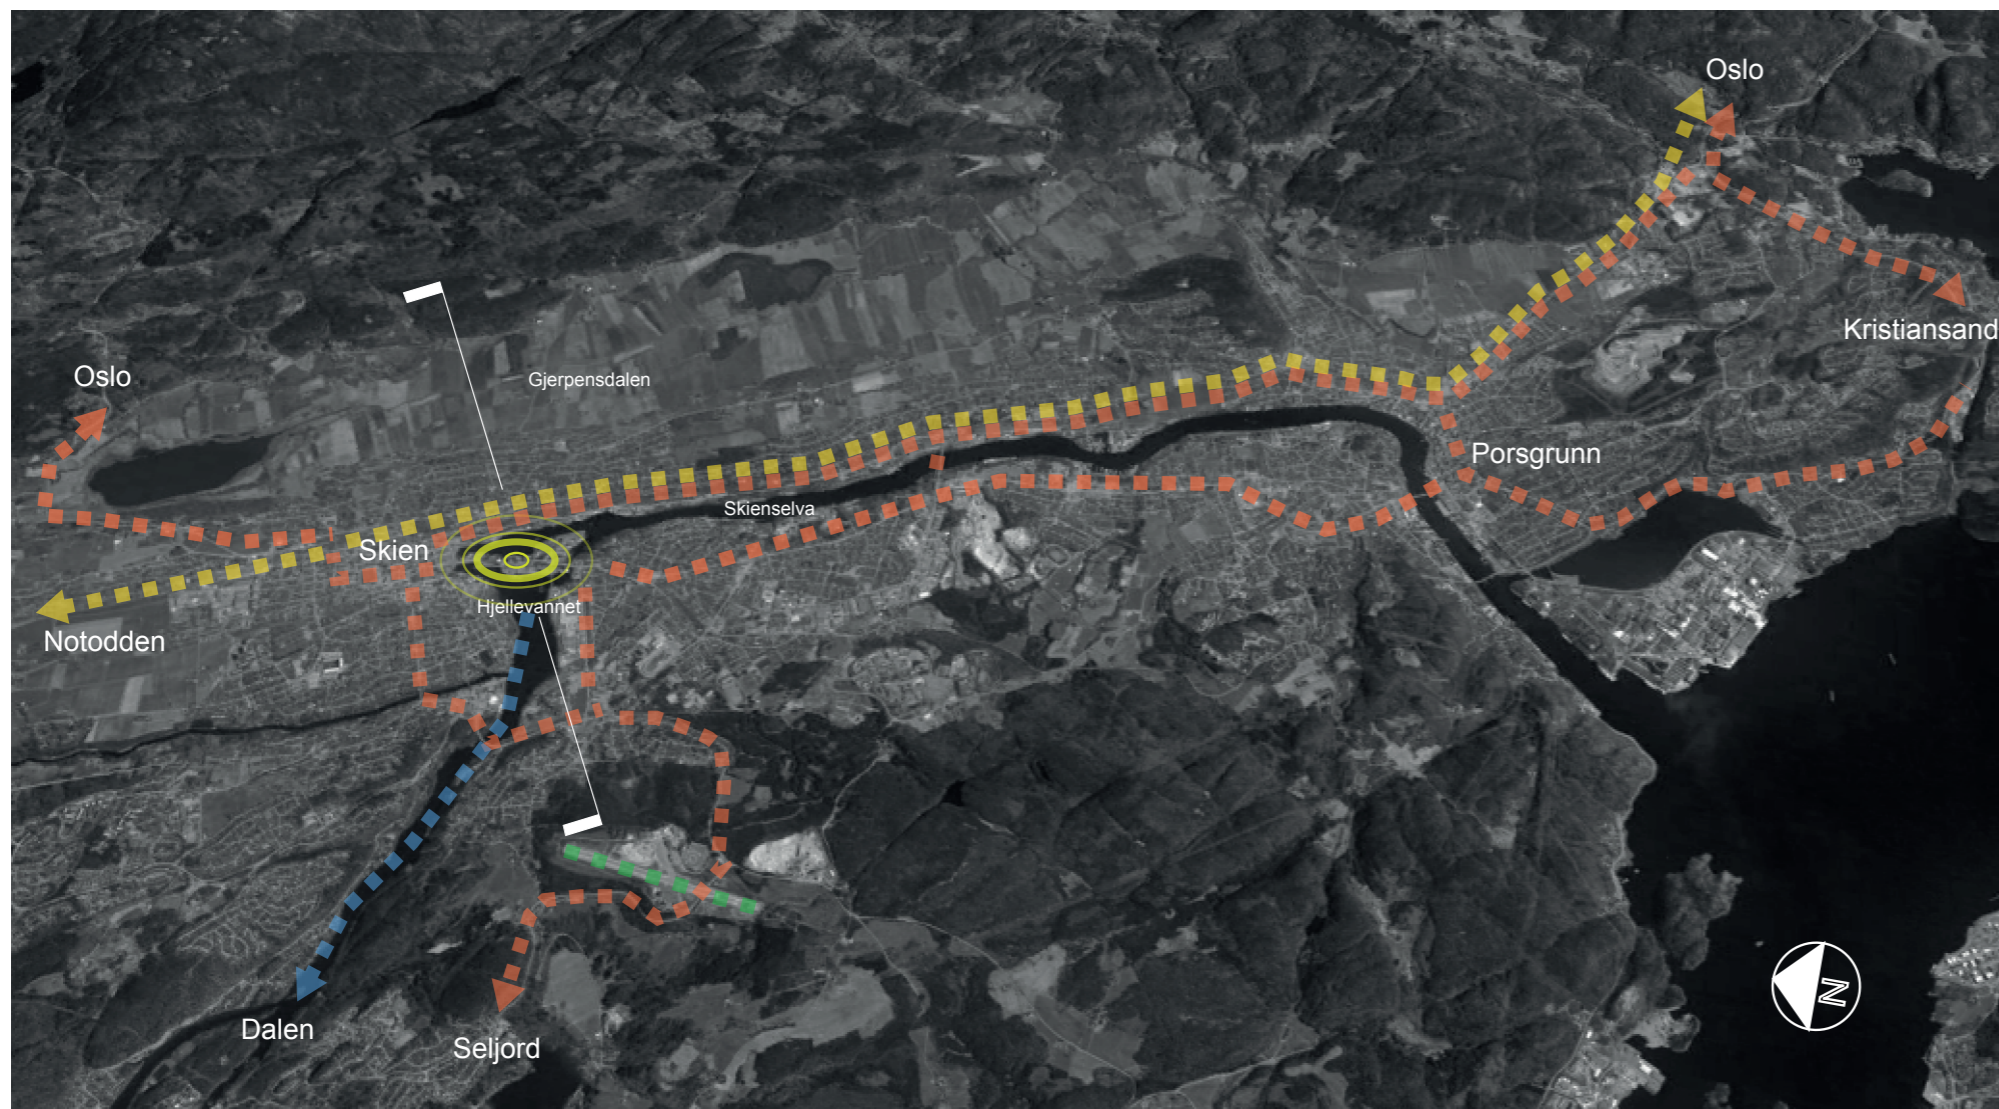 Oslo
Kristiansand
Oslo
Gjerpensdalen
Porsgrunn
Skienselva
Skien
Hjellevannet
Notodden
N
Dalen
Seljord